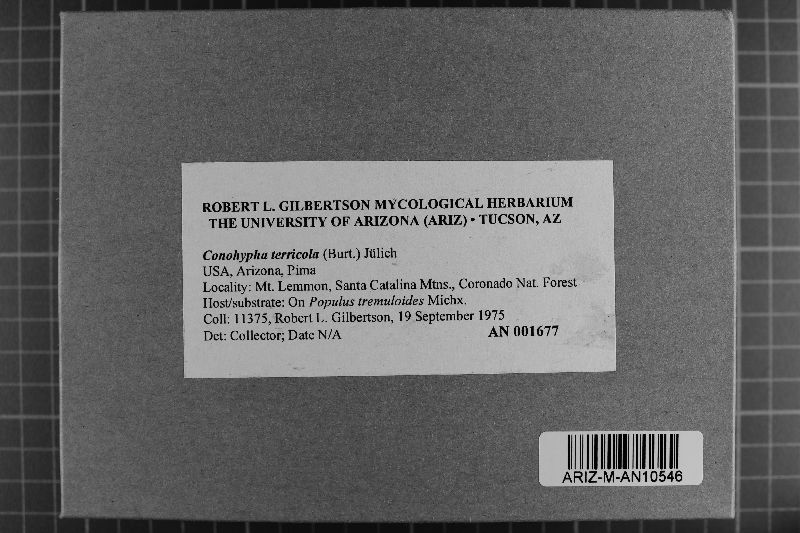 ROBERT L. GILBERTSON MYCOLOGICAL HERBARIUM
THE UNIVERSITY OF ARIZONA (ARIZ) • TUCSON, AZ
Conohypha terricola (Burt.) Jülich
USA, Arizona, Pima
Locality: Mt. Lemmon, Santa Catalina Mtns., Coronado Nat. Forest
Host/substrate: On Populus tremuloides Michx.
Coll: 11375, Robert L. Gilbertson, 19 September 1975
Det: Collector; Date N/A AN 001677
ARIZ-M-AN10546